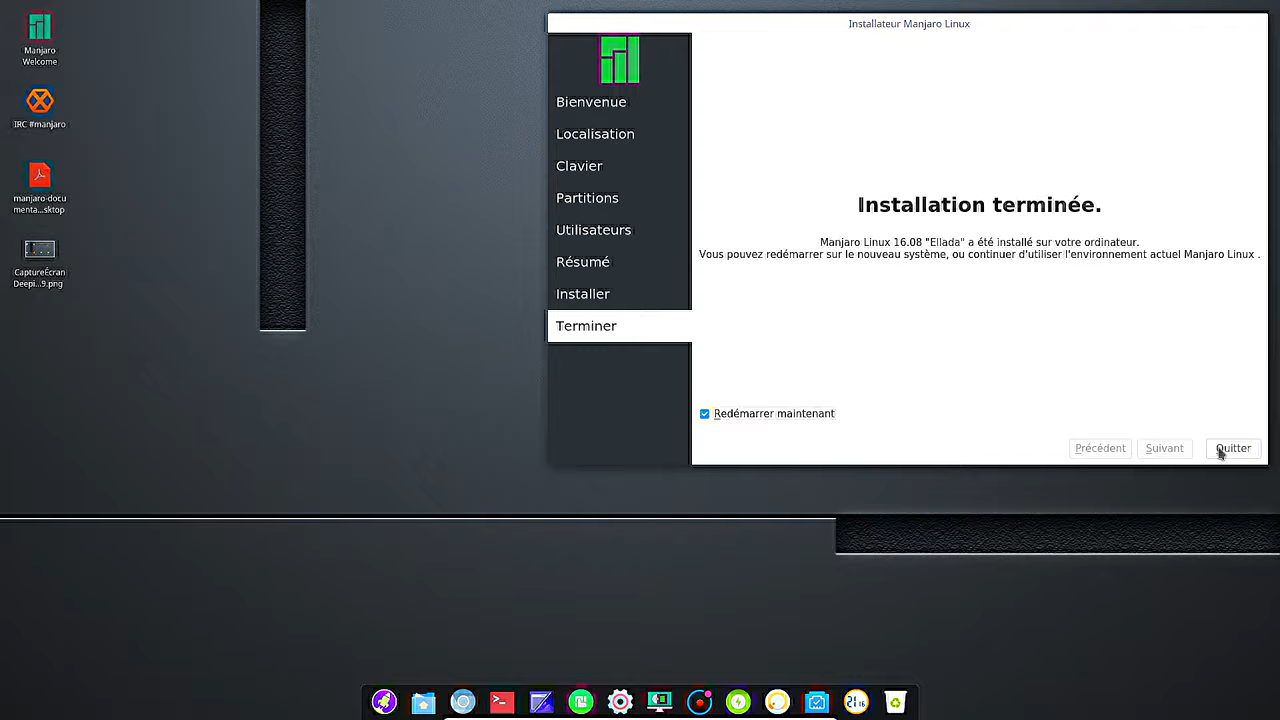 Manjaro
Welcome
IRC #manjaro
manjaro-docu
menta...sktop
CaptureÉcran
Deepi...9.png
Installateur Manjaro Linux
Bienvenue
Localisation
Clavier
Partitions
Utilisateurs
Résumé
Installer
Terminer
Installation terminée.
Manjaro Linux 16.08 "Ellada" a été installé sur votre ordinateur.
Vous pouvez redémarrer sur le nouveau système, ou continuer d'utiliser l'environnement actuel Manjaro Linux .
Redémarrer maintenant
Précédent
Suivant
Quitter
21 16